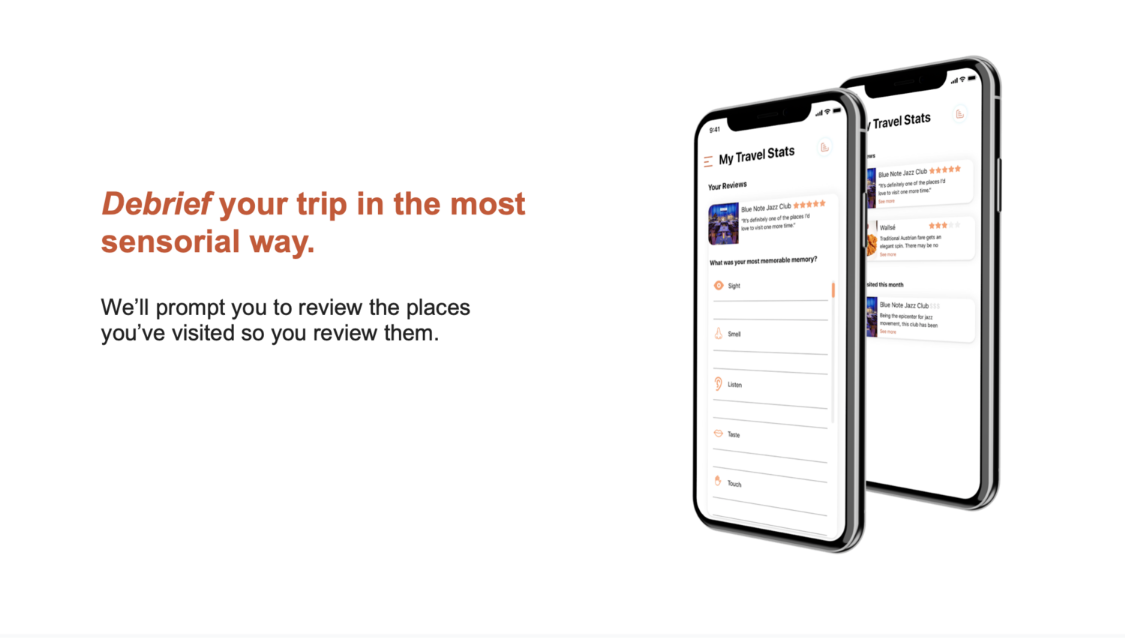 Debrief your trip in the most
sensorial way.
We’ll prompt you to review the places
you’ve visited so you review them.
9:41
My Travel Stats
Your Reviews
Blue Note Jazz Club
"It's definitely one of the places I'd
love to visit one more time."
What was your most memorable memory?
Sight
Smell
Listen
Taste
Touch
y Travel Stats
ews
Blue Note Jazz Club
"It's definitely one of the places I'd
love to visit one more time."
See more
Wallsé
Traditional Austrian fare gets an
elegant spin. There may be no
See more
sited this month
Blue Note Jazz Club
Being the epicenter for jazz
movement, this club has been
See more